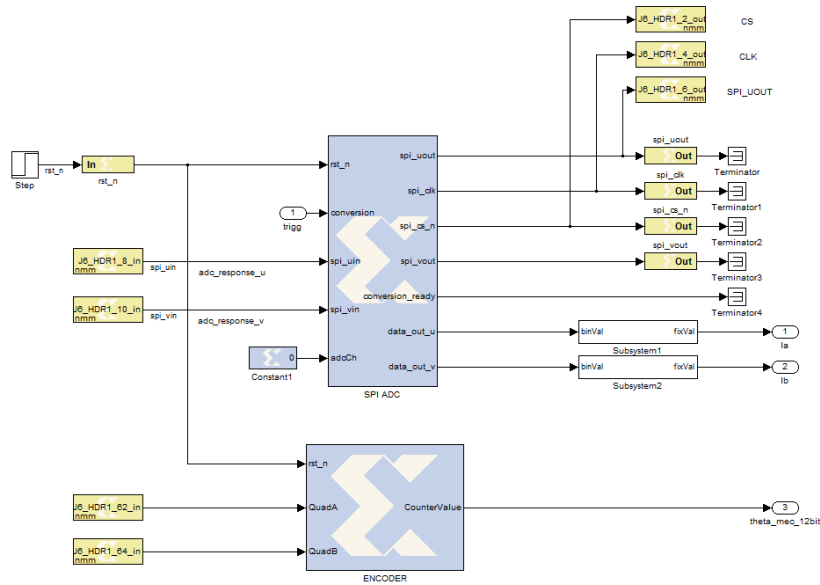 J6_HDR1_2_out
nmm
CS
J6_HDR1_4_out
nmm
CLK
J6_HDR1_6_out
nmm
SPI_UOUT
Step
rst_n
In
rst_n
rst_n
conversion
spi_uin
spi_vin
adcCh
spi_uout
spi_clk
spi_cs_n
spi_vout
conversion_ready
data_out_u
data_out_v
SPI ADC
1
trigg
J6_HDR1_8_in
nmm
spi_uin
adc_response_u
J6_HDR1_10_in
nmm
spi_vin
adc_response_v
0
Constant1
spi_uout
Out
Terminator
spi_clk
Out
Terminator1
spi_cs_n
Out
Terminator2
spi_vout
Out
Terminator3
Terminator4
binVal
fixVal
Subsystem1
1
Ia
binVal
fixVal
Subsystem2
2
Ib
rst_n
QuadA
QuadB
CounterValue
ENCODER
J6_HDR1_62_in
nmm
J6_HDR1_64_in
nmm
3
theta_mec_12bit